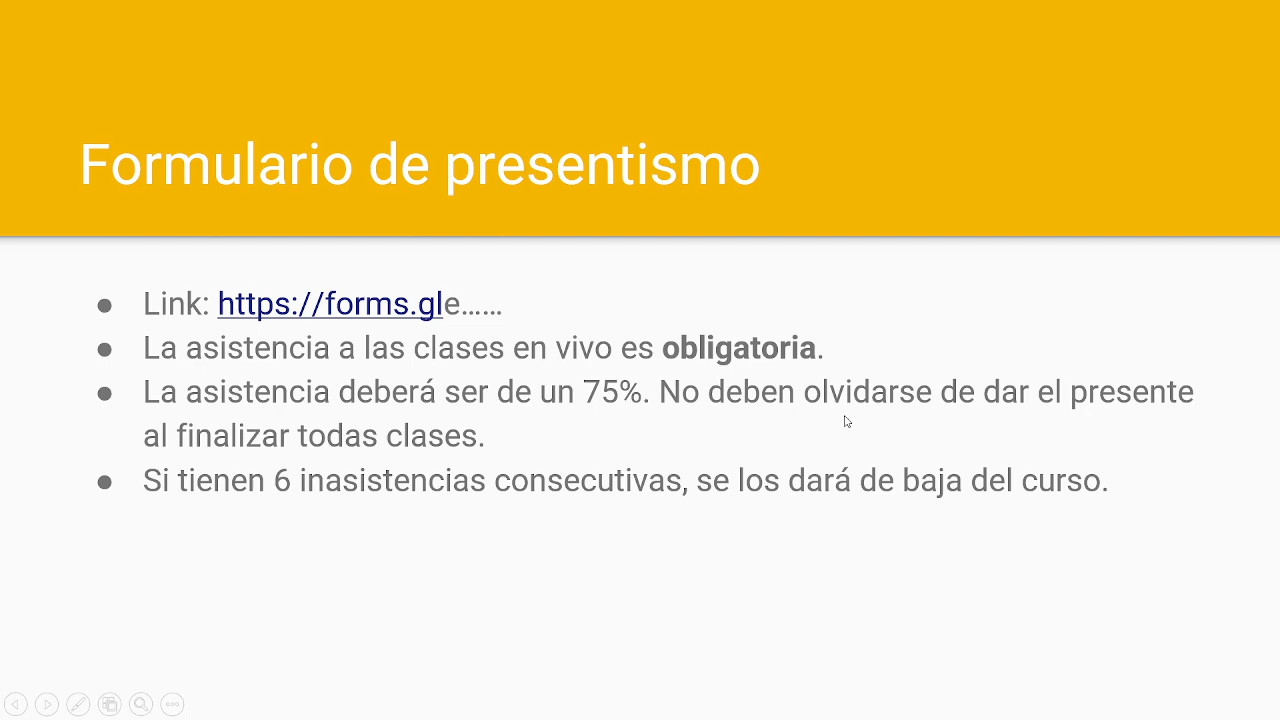 Formulario de presentismo
● Link: https://forms.gle......
● La asistencia a las clases en vivo es obligatoria.
● La asistencia deberá ser de un 75%. No deben olvidarse de dar el presente
al finalizar todas clases.
● Si tienen 6 inasistencias consecutivas, se los dará de baja del curso.